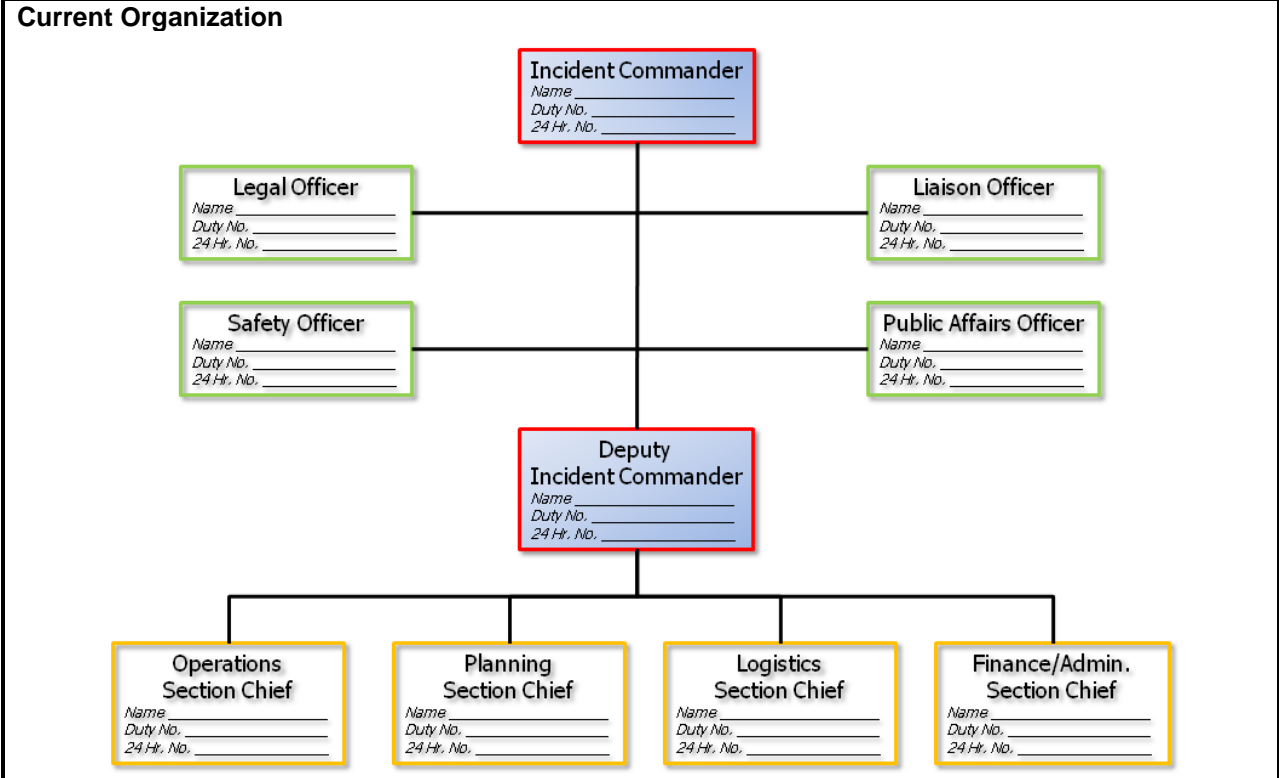 Current Organization
Incident Commander
Name
Duty No.
24 Hr. No.
Legal Officer
Name
Duty No.
24 Hr. No.
Liaison Officer
Name
Duty No.
24 Hr. No.
Safety Officer
Name
Duty No.
24 Hr. No.
Public Affairs Officer
Name
Duty No.
24 Hr. No.
Deputy
Incident Commander
Name
Duty No.
24 Hr. No.
Operations
Section Chief
Name
Duty No.
24 Hr. No.
Planning
Section Chief
Name
Duty No.
24 Hr. No.
Logistics
Section Chief
Name
Duty No.
24 Hr. No.
Finance/Admin.
Section Chief
Name
Duty No.
24 Hr. No.